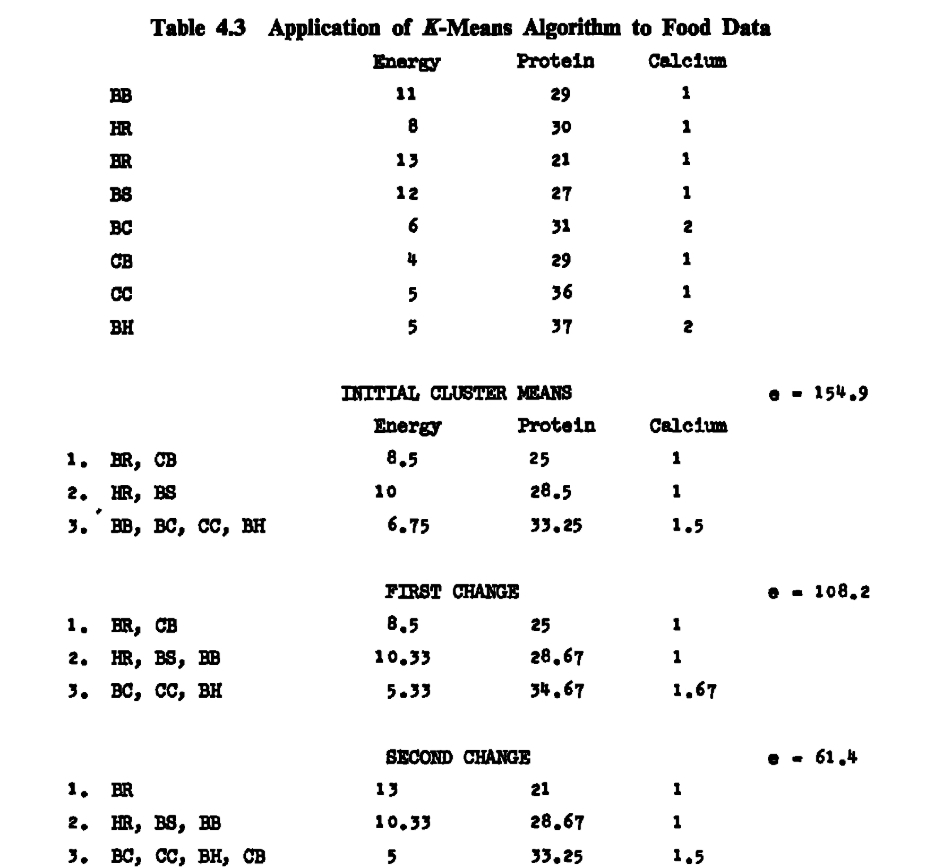 Table 4.3 Application of K-Means Algorithm to Food Data
Energy Protein Calcium
BB 11 29 1
HR 8 30 1
BR 13 21 1
BS 12 27 1
BC 6 31 2
CB 4 29 1
CC 5 36 1
BH 5 37 2
INITIAL CLUSTER MEANS e = 154.9
Energy Protein Calcium
1. BR, CB 8.5 25 1
2. HR, BS 10 28.5 1
3. BB, BC, CC, BH 6.75 33.25 1.5
FIRST CHANGE e = 108.2
1. BR, CB 8.5 25 1
2. HR, BS, BB 10.33 28.67 1
3. BC, CC, BH 5.33 34.67 1.67
SECOND CHANGE e = 61.4
1. BR 13 21 1
2. HR, BS, BB 10.33 28.67 1
3. BC, CC, BH, CB 5 33.25 1.5